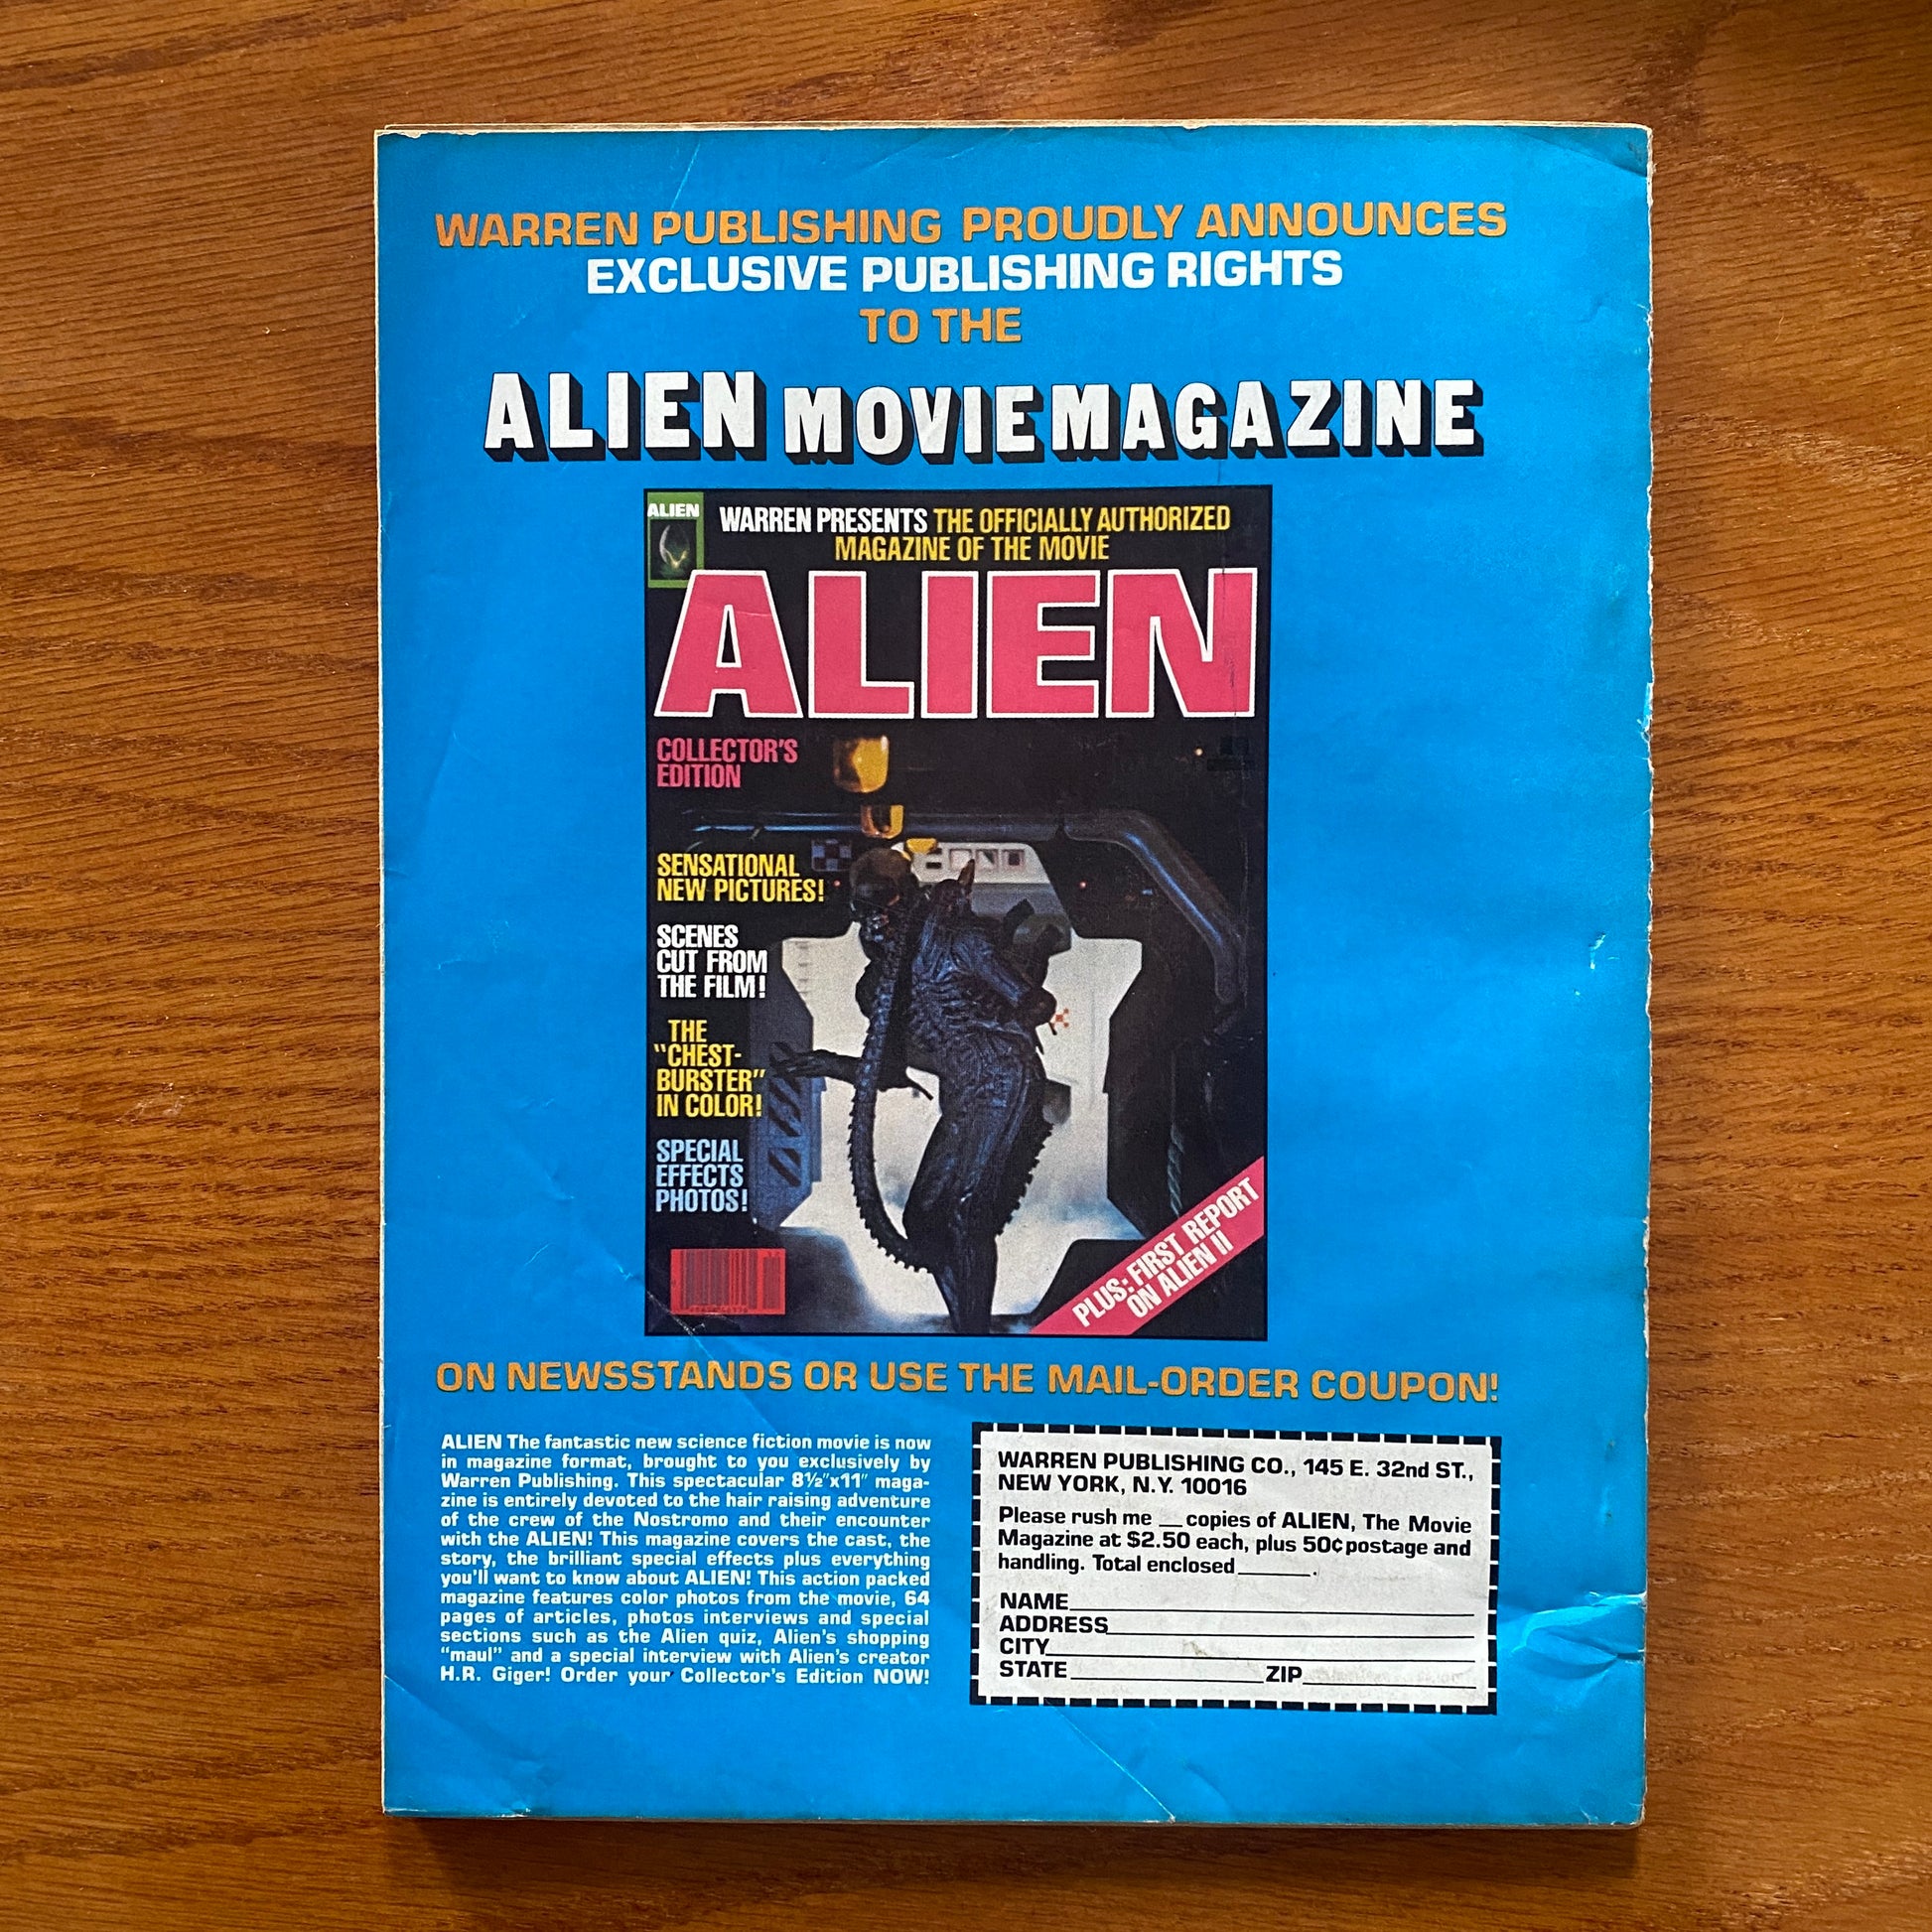 WARREN PUBLISHING PROUDLY ANNOUNCES
EXCLUSIVE PUBLISHING RIGHTS
TO THE
ALIEN MOVIE MAGAZINE
ALIEN
WARREN PRESENTS THE OFFICIALLY AUTHORIZED
MAGAZINE OF THE MOVIE
ALIEN
COLLECTOR'S
EDITION
SENSATIONAL
NEW PICTURES!
SCENES
CUT FROM
THE FILM!
THE
"CHEST-
BURSTER"
IN COLOR!
SPECIAL
EFFECTS
PHOTOS!
PLUS: FIRST REPORT
ON ALIEN II
ON NEWSSTANDS OR USE THE MAIL-ORDER COUPON!
ALIEN The fantastic new science fiction movie is now
in magazine format, brought to you exclusively by
Warren Publishing. This spectacular 8½"x11" maga-
zine is entirely devoted to the hair raising adventure
of the crew of the Nostromo and their encounter
with the ALIEN! This magazine covers the cast, the
story, the brilliant special effects plus everything
you'll want to know about ALIEN! This action packed
magazine features color photos from the movie, 64
pages of articles, photos interviews and special
sections such as the Alien quiz, Alien's shopping
"maul" and a special interview with Alien's creator
H.R. Giger! Order your Collector's Edition NOW!
WARREN PUBLISHING CO., 145 E. 32nd ST.,
NEW YORK, N.Y. 10016
Please rush me __ copies of ALIEN, The Movie
Magazine at $2.50 each, plus 50¢ postage and
handling. Total enclosed ______.
NAME
ADDRESS
CITY
STATE ZIP